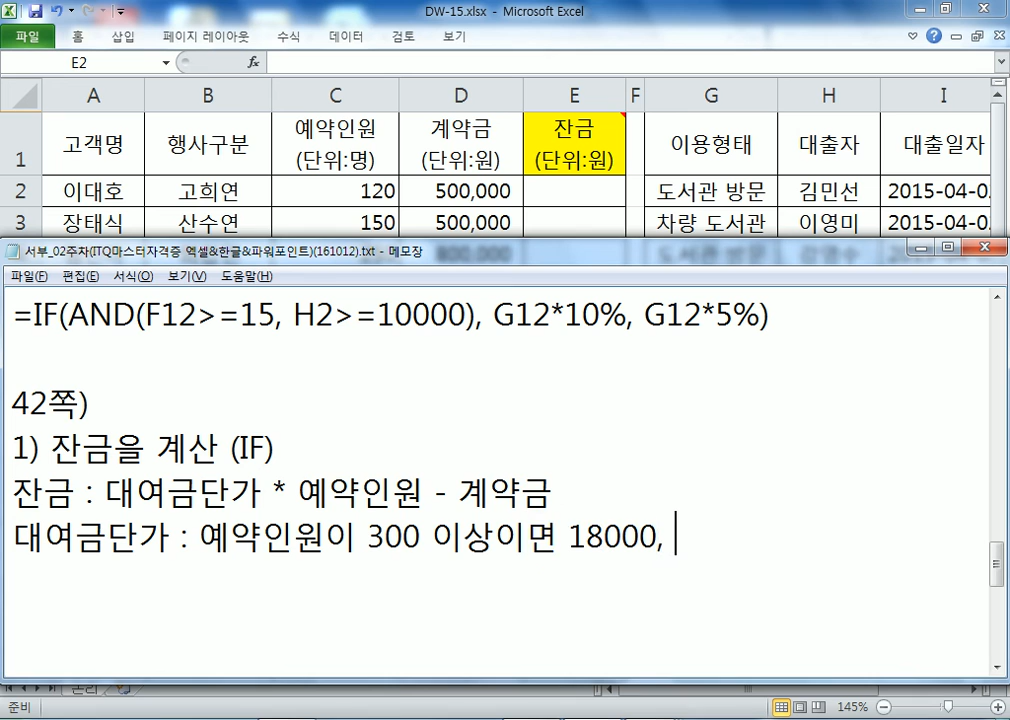 DW-15.xlsx - Microsoft Excel
파일 홈 삽입 페이지 레이아웃 수식 데이터 검토 보기
E2 fx
A B C D E F G H I
1 고객명 행사구분 예약인원 (단위:명) 계약금 (단위:원) 잔금 (단위:원) 이용형태 대출자 대출일자
2 이대호 고희연 120 500,000 도서관 방문 김민선 2015-04-0
3 장태식 산수연 150 500,000 차량 도서관 이영미 2015-04-0
서부_02주차(ITQ마스터자격증 엑셀&한글&파워포인트)(161012).txt - 메모장
파일(F) 편집(E) 서식(O) 보기(V) 도움말(H)
=IF(AND(F12>=15, H2>=10000), G12*10%, G12*5%)
42쪽)
1) 잔금을 계산 (IF)
잔금 : 대여금단가 * 예약인원 - 계약금
대여금단가 : 예약인원이 300 이상이면 18000,
논리
준비 145%